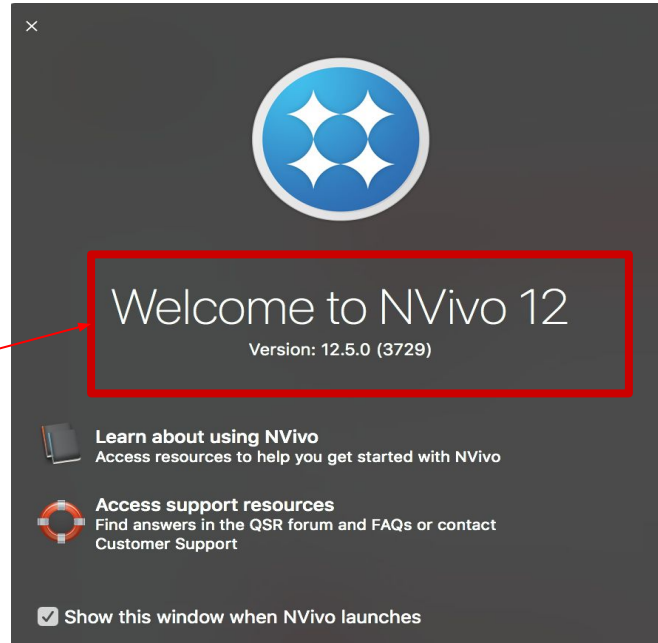 Welcome to NVivo 12
Version: 12.5.0 (3729)
Learn about using NVivo
Access resources to help you get started with NVivo
Access support resources
Find answers in the QSR forum and FAQs or contact
Customer Support
Show this window when NVivo launches